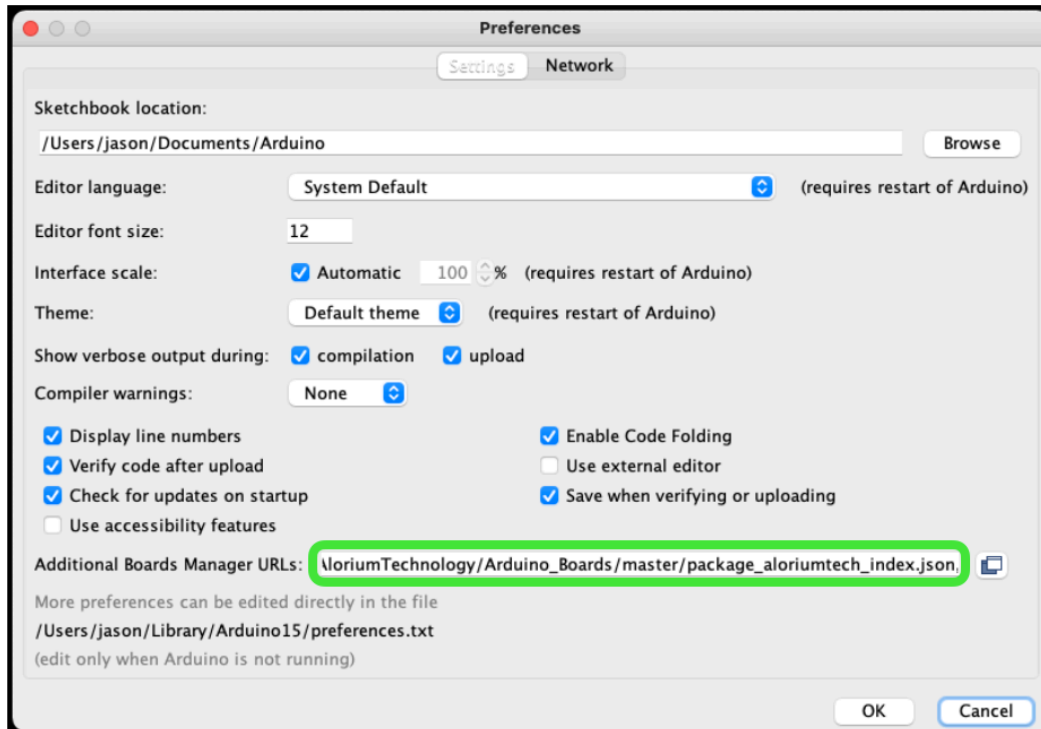 Preferences
Settings Network
Sketchbook location:
/Users/jason/Documents/Arduino Browse
Editor language: System Default (requires restart of Arduino)
Editor font size: 12
Interface scale: Automatic 100 % (requires restart of Arduino)
Theme: Default theme (requires restart of Arduino)
Show verbose output during: compilation upload
Compiler warnings: None
Display line numbers Enable Code Folding
Verify code after upload Use external editor
Check for updates on startup Save when verifying or uploading
Use accessibility features
Additional Boards Manager URLs: AloriumTechnology/Arduino_Boards/master/package_aloriumtech_index.json,
More preferences can be edited directly in the file
/Users/jason/Library/Arduino15/preferences.txt
(edit only when Arduino is not running)
OK Cancel